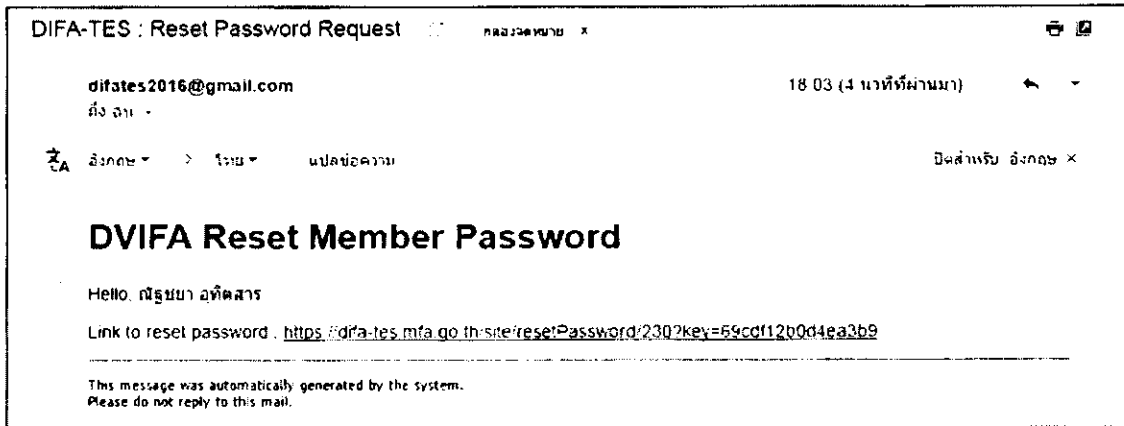 DIFA-TES : Reset Password Request กล่องจดหมาย x
difates2016@gmail.com 18:03 (4 นาทีที่ผ่านมา)
ถึง ฉัน
อังกฤษ > ไทย แปลข้อความ ปิดสำหรับ อังกฤษ ×
DVIFA Reset Member Password
Hello, ณัฐชยา อุทิตสาร
Link to reset password : https://difa-tes.mfa.go.th/site/resetPassword/230?key=69cdf12b0d4ea3b9
This message was automatically generated by the system.
Please do not reply to this mail.